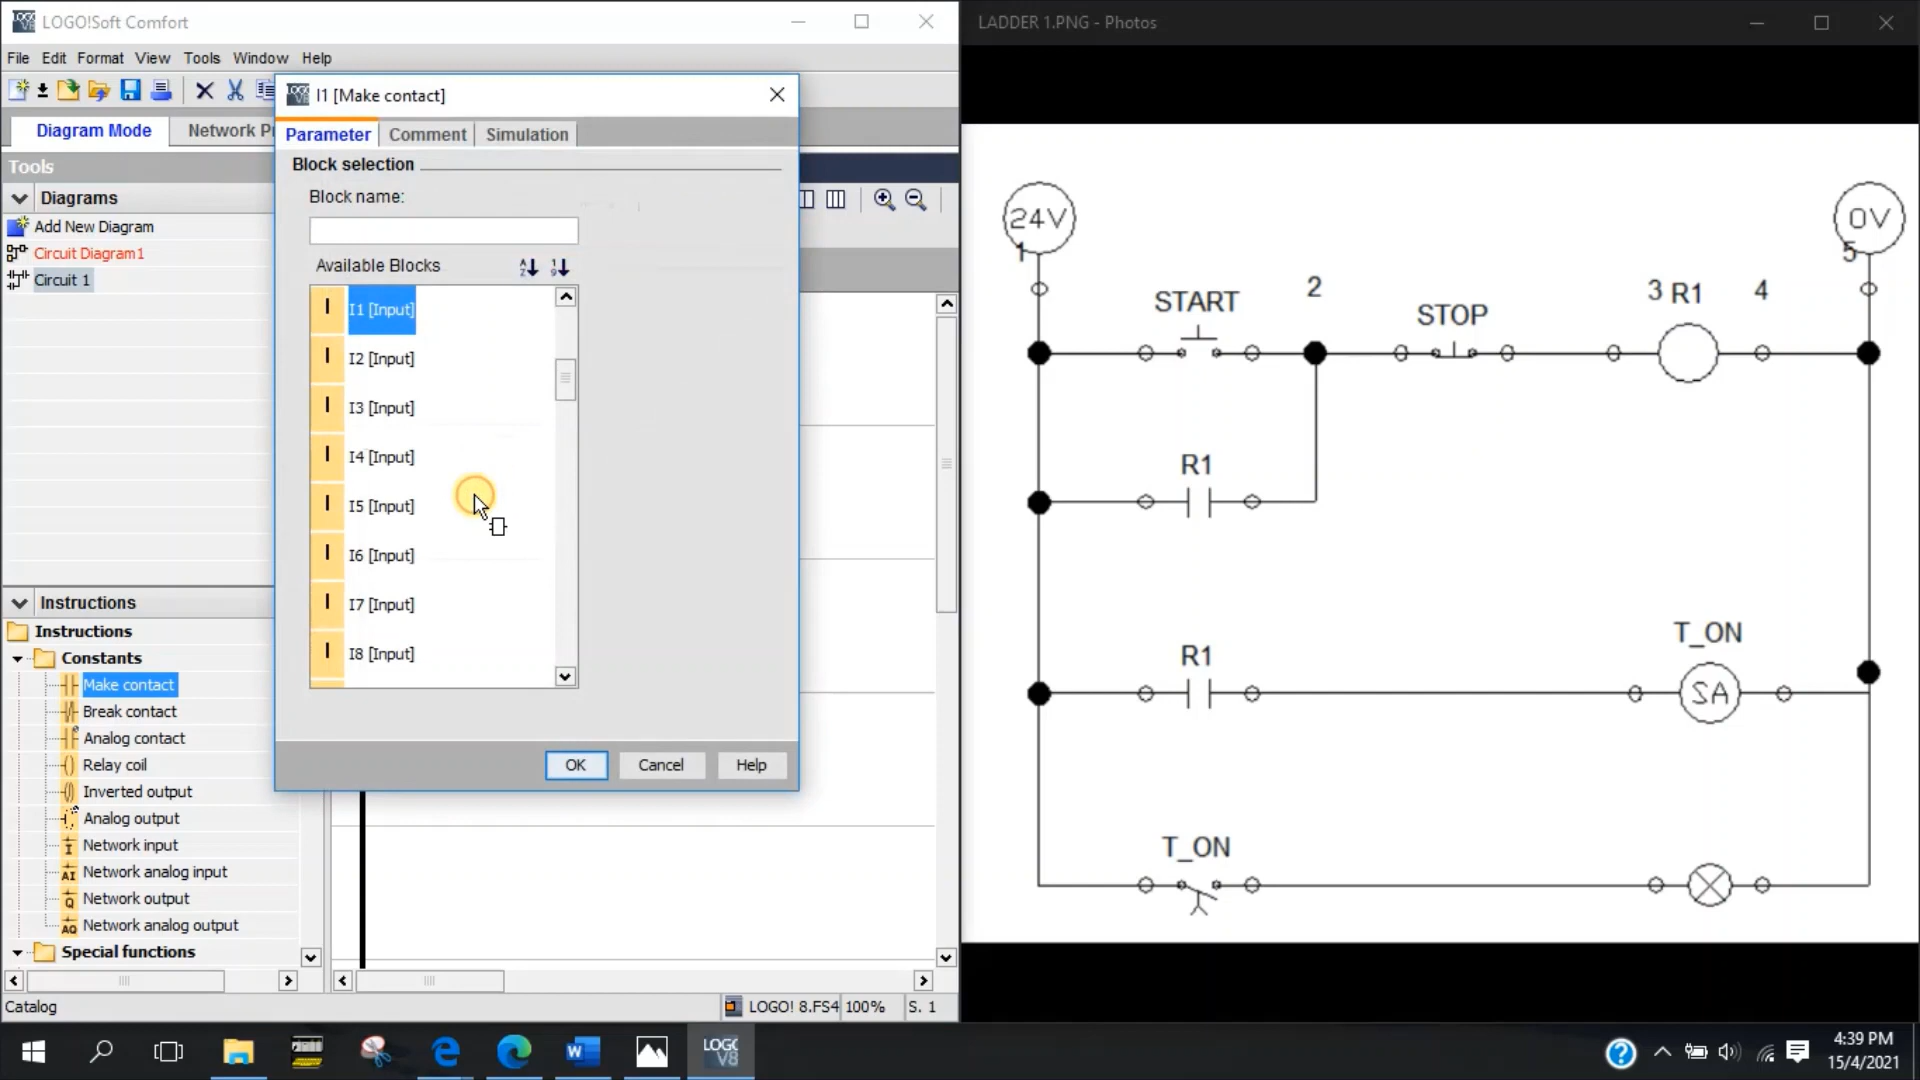 LOGO!Soft Comfort
File Edit Format View Tools Window Help
Diagram Mode
Network P
Tools
Diagrams
Add New Diagram
Circuit Diagram1
Circuit 1
Instructions
Instructions
Constants
Make contact
Break contact
Analog contact
Relay coil
Inverted output
Analog output
Network input
Network analog input
Network output
Network analog output
Special functions
Catalog
LOGO! 8.FS4 100% S. 1
I1 [Make contact]
Parameter Comment Simulation
Block selection
Block name:
Available Blocks
I I1 [Input]
I I2 [Input]
I I3 [Input]
I I4 [Input]
I I5 [Input]
I I6 [Input]
I I7 [Input]
I I8 [Input]
OK Cancel Help
LADDER 1.PNG - Photos
24V 0V
1 5
START 2 STOP 3 R1 4
R1
R1 T_ON
SA
T_ON
LOGO V8
4:39 PM
15/4/2021